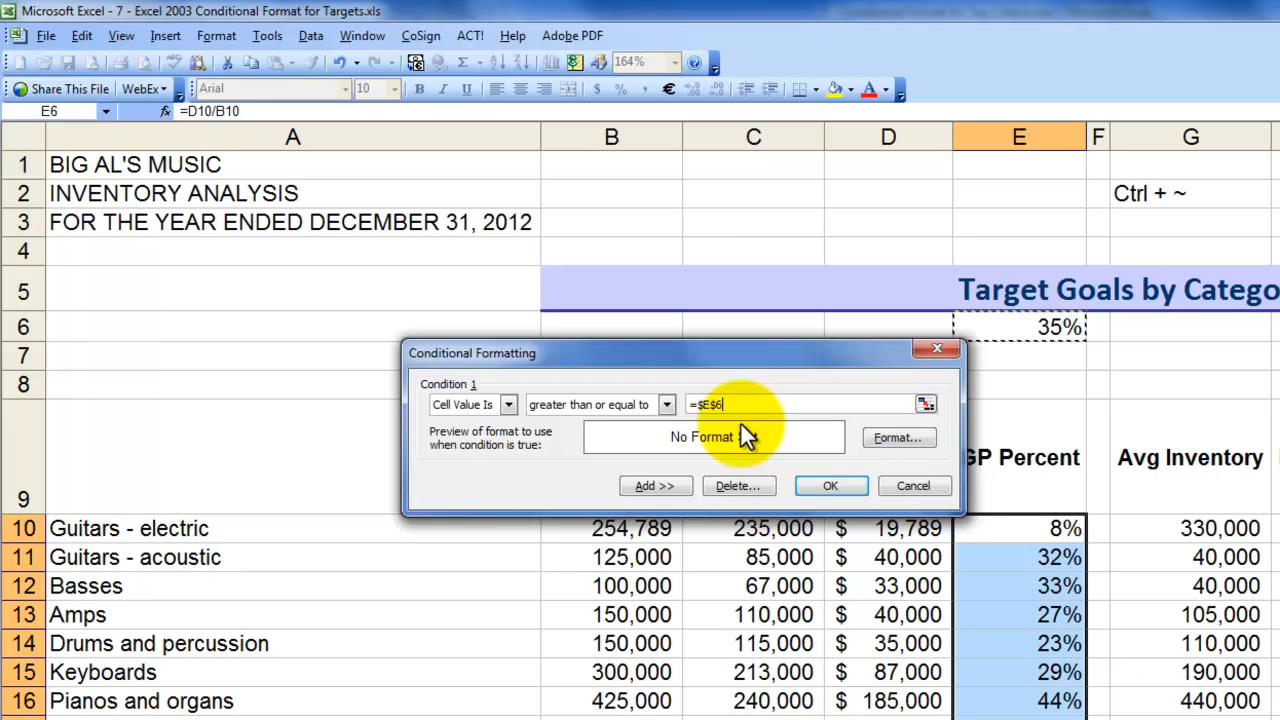 Microsoft Excel - 7 - Excel 2003 Conditional Format for Targets.xls
File Edit View Insert Format Tools Data Window CoSign ACT! Help Adobe PDF
164%
Share This File WebEx Arial 10 B I U $ % , €
E6 fx =D10/B10
A B C D E F G
1 BIG AL'S MUSIC
2 INVENTORY ANALYSIS Ctrl + ~
3 FOR THE YEAR ENDED DECEMBER 31, 2012
4
5 Target Goals by Catego
6 35%
7
8
Conditional Formatting
Condition 1
Cell Value Is greater than or equal to =$E$6
Preview of format to use
when condition is true:
No Format
Format...
Add >> Delete... OK Cancel
9 GP Percent Avg Inventory
10 Guitars - electric 254,789 235,000 $ 19,789 8% 330,000
11 Guitars - acoustic 125,000 85,000 $ 40,000 32% 40,000
12 Basses 100,000 67,000 $ 33,000 33% 40,000
13 Amps 150,000 110,000 $ 40,000 27% 105,000
14 Drums and percussion 150,000 115,000 $ 35,000 23% 110,000
15 Keyboards 300,000 213,000 $ 87,000 29% 190,000
16 Pianos and organs 425,000 240,000 $ 185,000 44% 440,000